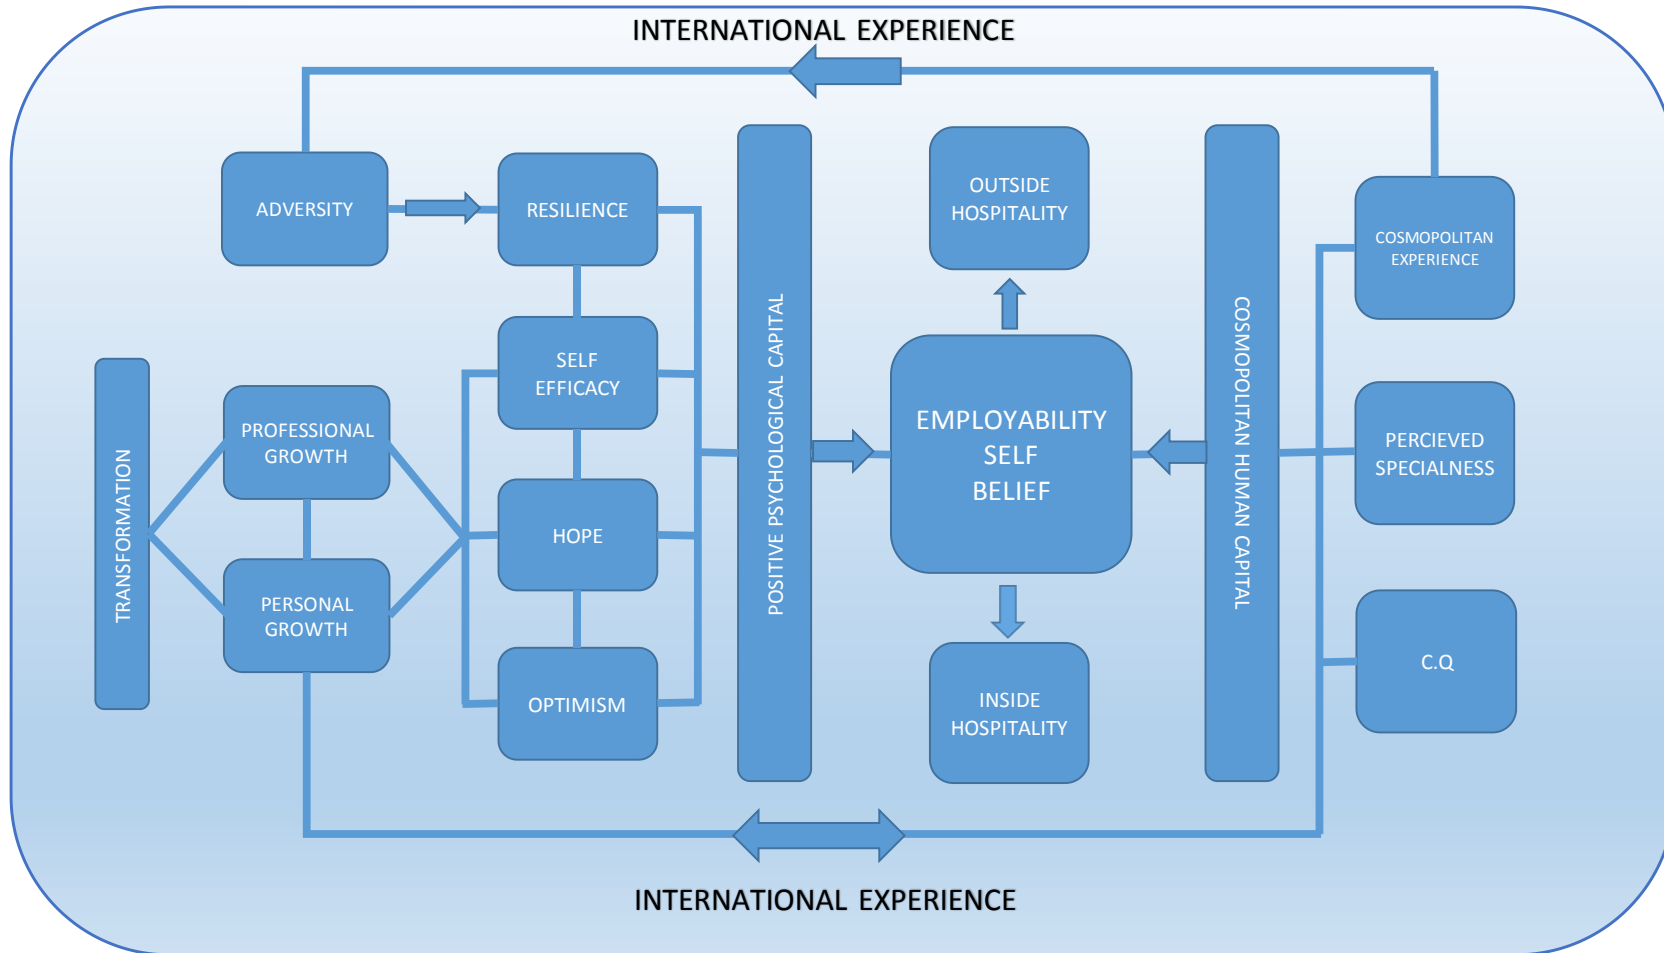 INTERNATIONAL EXPERIENCE
ADVERSITY
RESILIENCE
OUTSIDE
HOSPITALITY
COSMOPOLITAN
EXPERIENCE
SELF
EFFICACY
TRANSFORMATION
PROFESSIONAL
GROWTH
POSITIVE PSYCHOLOGICAL CAPITAL
EMPLOYABILITY
SELF
BELIEF
COSMOPOLITAN HUMAN CAPITAL
PERCIEVED
SPECIALNESS
HOPE
PERSONAL
GROWTH
OPTIMISM
INSIDE
HOSPITALITY
C.Q
INTERNATIONAL EXPERIENCE